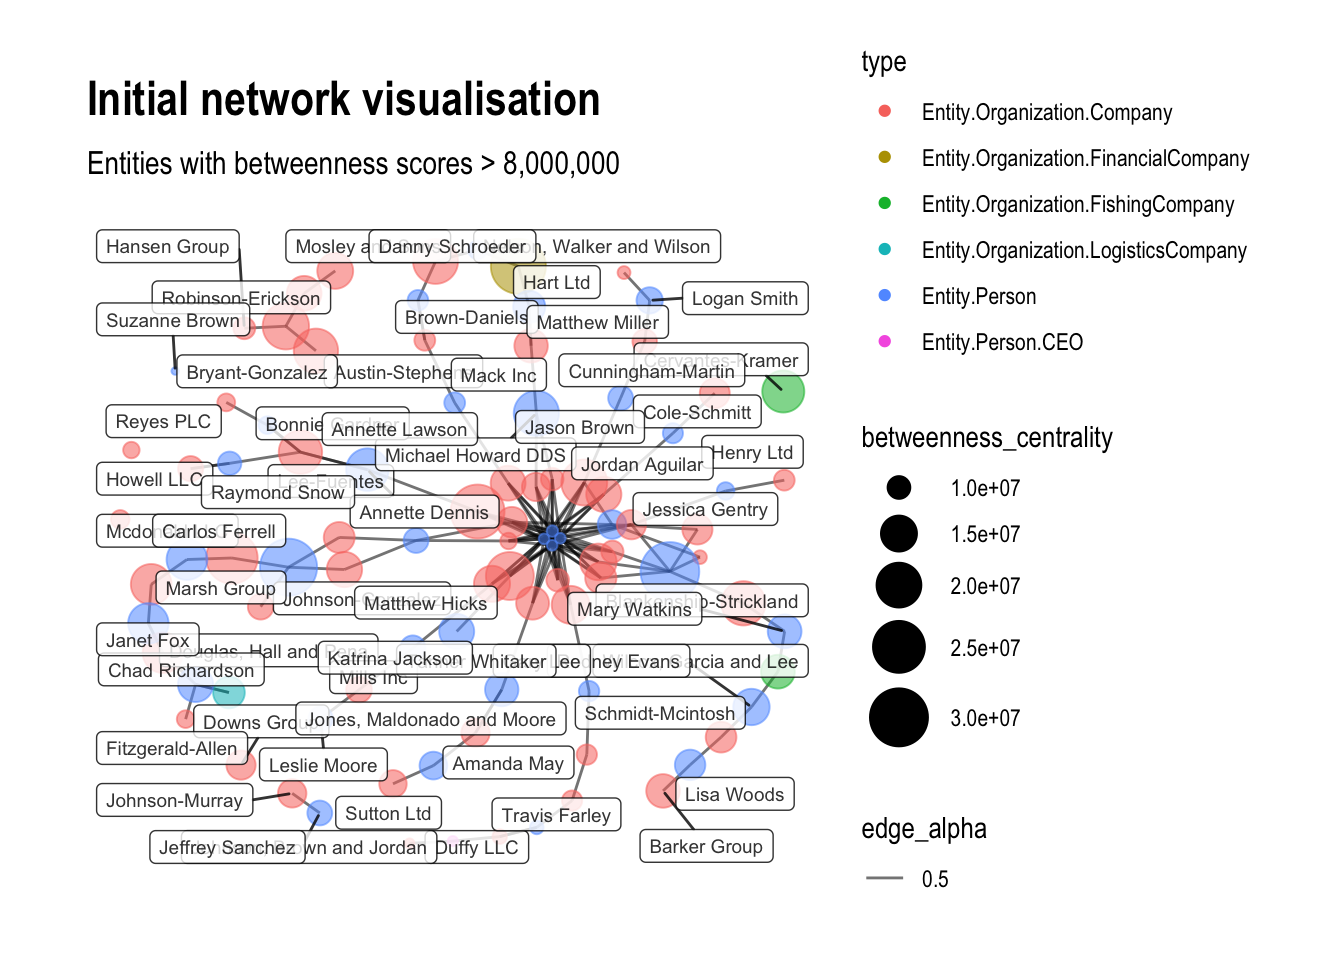 Initial network visualisation
Entities with betweenness scores > 8,000,000
Hansen Group
Mosley and
Danny Schroeder
, Walker and Wilson
Hart Ltd
Robinson-Erickson
Logan Smith
Suzanne Brown
Brown-Daniels
Matthew Miller
Cervantes-Kramer
Bryant-Gonzalez
Austin-Stephens
Mack Inc
Cunningham-Martin
Reyes PLC
Bonnie
Annette Lawson
Jason Brown
Cole-Schmitt
Michael Howard DDS
Jordan Aguilar
Henry Ltd
Howell LLC
Lee-Fuentes
Raymond Snow
Annette Dennis
Jessica Gentry
Carlos Ferrell
Marsh Group
Matthew Hicks
Blankenship-Strickland
Mary Watkins
Janet Fox
Douglas, Hall and Pena
Chad Richardson
Katrina Jackson
Mills Inc
Whitaker
Lee
Evans
Garcia and Lee
Downs Group
Jones, Maldonado and Moore
Schmidt-Mcintosh
Fitzgerald-Allen
Leslie Moore
Amanda May
Johnson-Murray
Sutton Ltd
Travis Farley
Lisa Woods
Jeffrey Sanchez
and Jordan
Duffy LLC
Barker Group
type
Entity.Organization.Company
Entity.Organization.FinancialCompany
Entity.Organization.FishingCompany
Entity.Organization.LogisticsCompany
Entity.Person
Entity.Person.CEO
betweenness_centrality
1.0e+07
1.5e+07
2.0e+07
2.5e+07
3.0e+07
edge_alpha
0.5